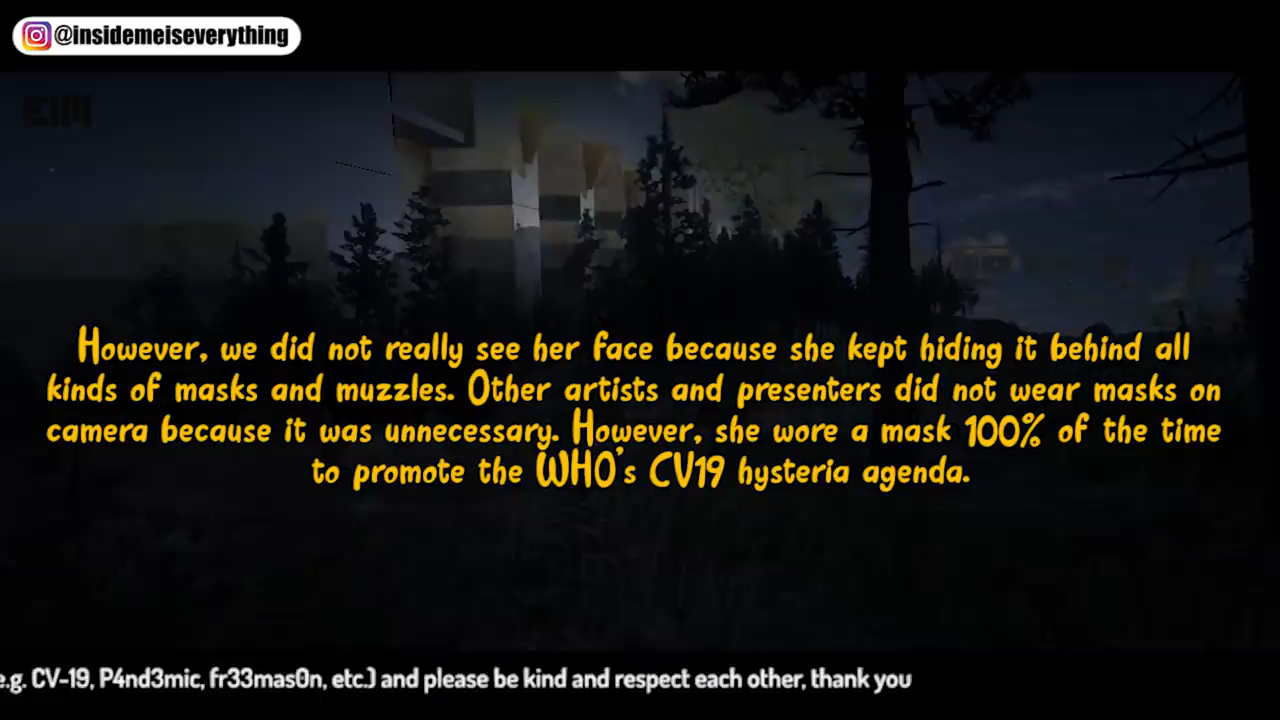 @insidemeiseverything
EIM
However, we did not really see her face because she kept hiding it behind all
kinds of masks and muzzles. Other artists and presenters did not wear masks on
camera because it was unnecessary. However, she wore a mask 100% of the time
to promote the WHO's CV19 hysteria agenda.
e.g. CV-19, P4nd3mic, fr33mas0n, etc.) and please be kind and respect each other, thank you